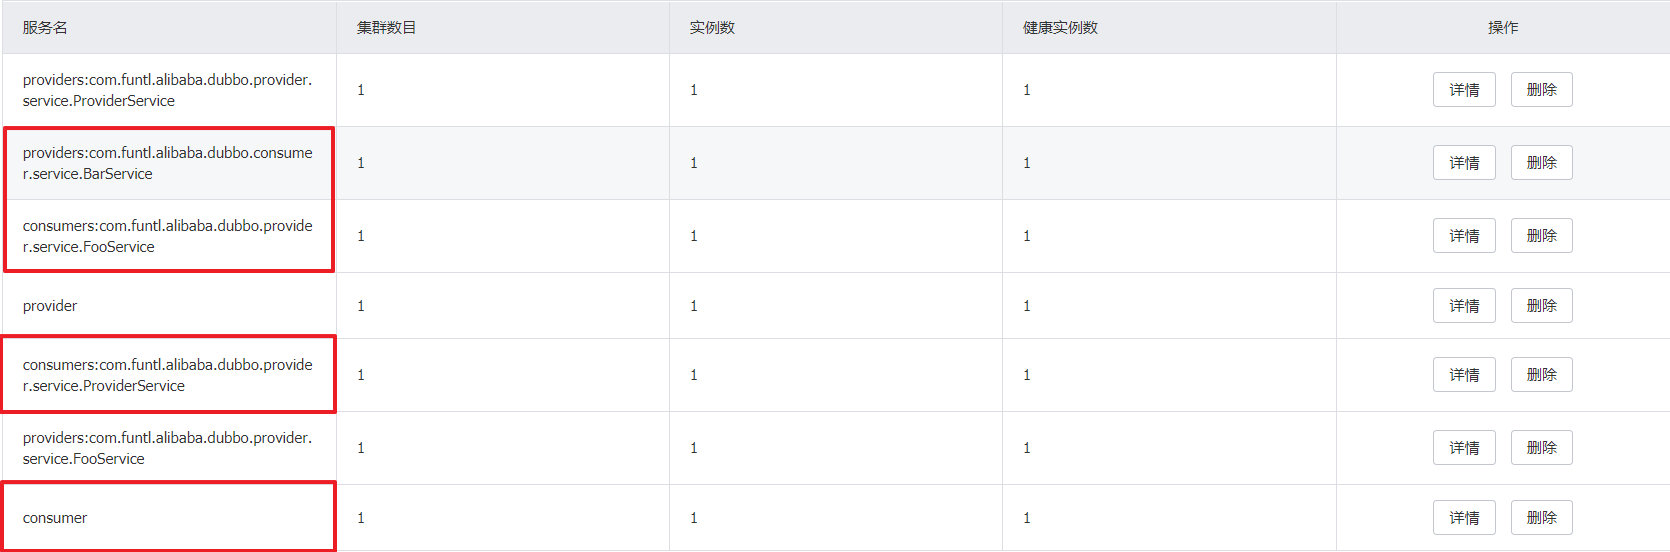 服务名 集群数目 实例数 健康实例数 操作
providers:com.funtl.alibaba.dubbo.provider.
service.ProviderService
1 1 1 详情 删除
providers:com.funtl.alibaba.dubbo.consume
r.service.BarService
1 1 1 详情 删除
consumers:com.funtl.alibaba.dubbo.provide
r.service.FooService
1 1 1 详情 删除
provider 1 1 1 详情 删除
consumers:com.funtl.alibaba.dubbo.provide
r.service.ProviderService
1 1 1 详情 删除
providers:com.funtl.alibaba.dubbo.provider.
service.FooService
1 1 1 详情 删除
consumer 1 1 1 详情 删除